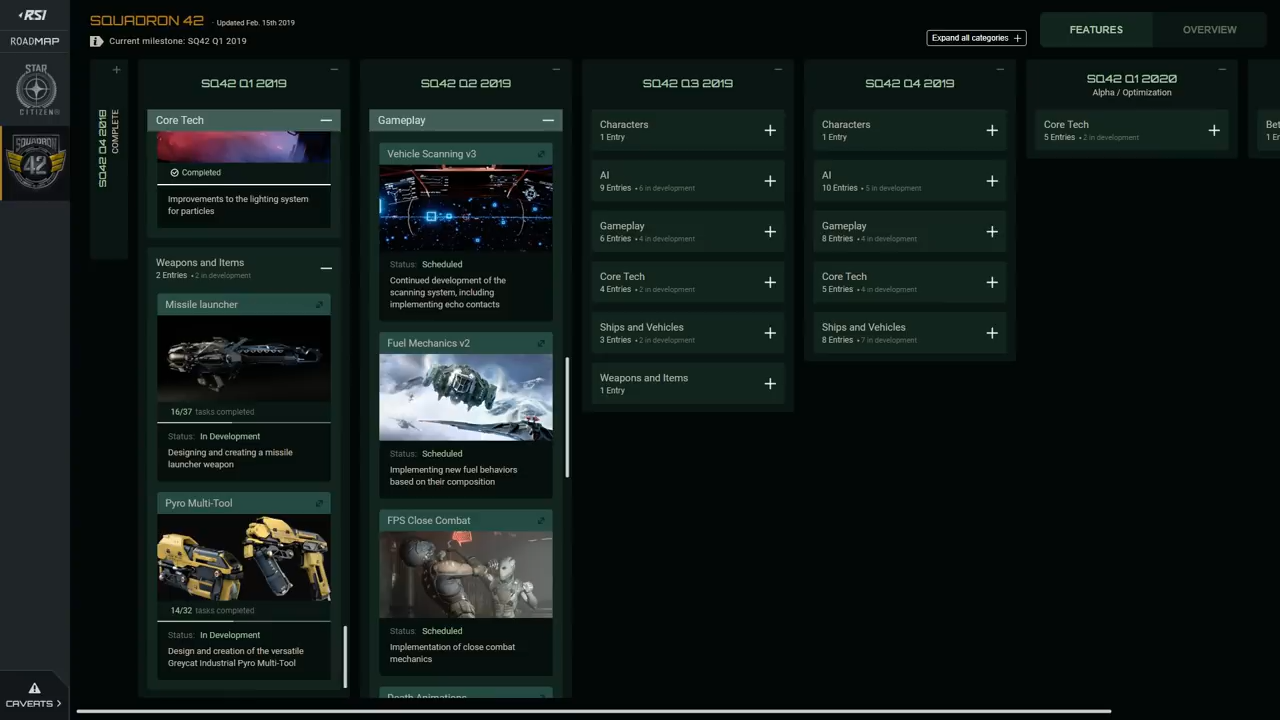 RSI
ROADMAP
STAR
CITIZEN
SQUADRON
42
CAVEATS
SQUADRON 42 - Updated Feb. 15th 2019
Current milestone: SQ42 Q1 2019
Expand all categories
FEATURES
OVERVIEW
SQ42 Q4 2018
COMPLETE
SQ42 Q1 2019
Core Tech
Completed
Improvements to the lighting system
for particles
Weapons and Items
2 Entries • 2 in development
Missile launcher
16/37 tasks completed
Status: In Development
Designing and creating a missile
launcher weapon
Pyro Multi-Tool
14/32 tasks completed
Status: In Development
Design and creation of the versatile
Greycat Industrial Pyro Multi-Tool
SQ42 Q2 2019
Gameplay
Vehicle Scanning v3
Status: Scheduled
Continued development of the
scanning system, including
implementing echo contacts
Fuel Mechanics v2
Status: Scheduled
Implementing new fuel behaviors
based on their composition
FPS Close Combat
Status: Scheduled
Implementation of close combat
mechanics
Death Animations
SQ42 Q3 2019
Characters
1 Entry
AI
9 Entries • 6 in development
Gameplay
6 Entries • 4 in development
Core Tech
4 Entries • 2 in development
Ships and Vehicles
3 Entries • 2 in development
Weapons and Items
1 Entry
SQ42 Q4 2019
Characters
1 Entry
AI
10 Entries • 5 in development
Gameplay
8 Entries • 4 in development
Core Tech
5 Entries • 4 in development
Ships and Vehicles
8 Entries • 7 in development
SQ42 Q1 2020
Alpha / Optimization
Core Tech
5 Entries • 2 in development
Bet
1 En